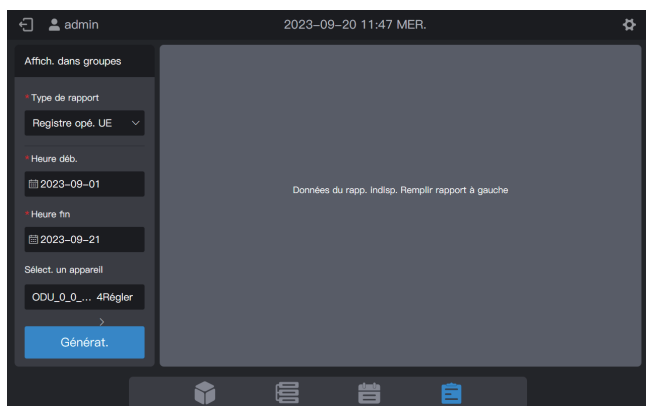 admin
2023-09-20 11:47 MER.
Affich. dans groupes
* Type de rapport
Registre opé. UE
* Heure déb.
2023-09-01
* Heure fin
2023-09-21
Sélect. un appareil
ODU_0_0_... 4Régler
Générat.
Données du rapp. indisp. Remplir rapport à gauche